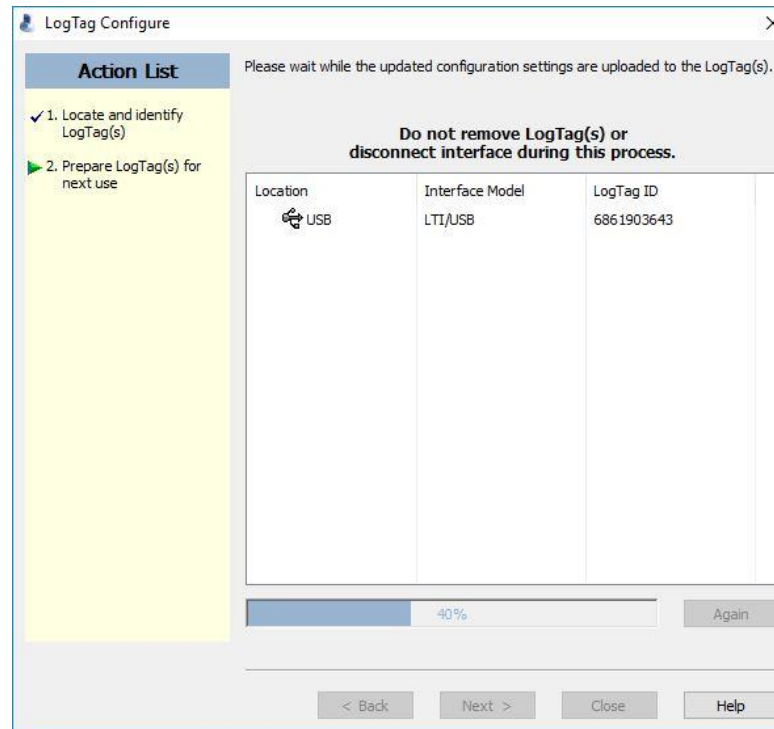 LogTag Configure
Action List
Please wait while the updated configuration settings are uploaded to the LogTag(s).
1. Locate and identify
LogTag(s)
2. Prepare LogTag(s) for
next use
Do not remove LogTag(s) or
disconnect interface during this process.
Location Interface Model LogTag ID
USB LTI/USB 6861903643
40% Again
< Back Next > Close Help